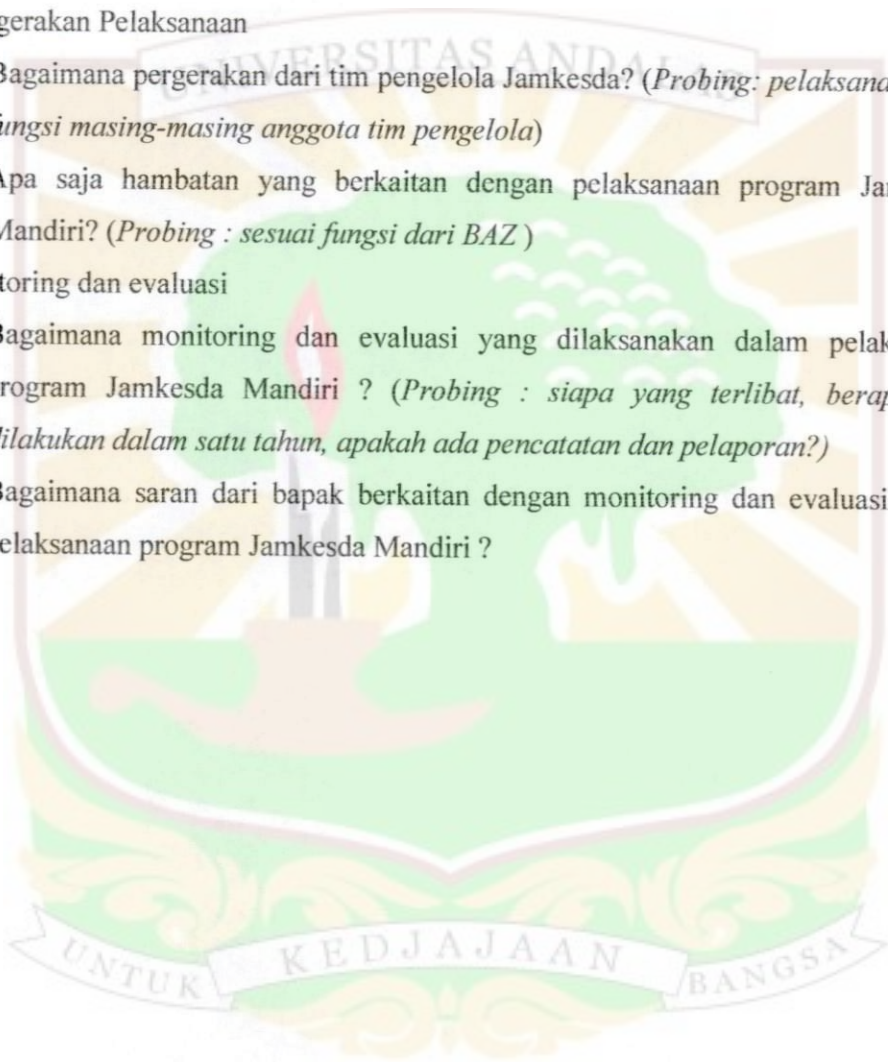 gerakan Pelaksanaan
UNIVERSITAS ANDALAS
Bagaimana pergerakan dari tim pengelola Jamkesda? (Probing: pelaksana
fungsi masing-masing anggota tim pengelola)
Apa saja hambatan yang berkaitan dengan pelaksanaan program Ja
Mandiri? (Probing : sesuai fungsi dari BAZ )
toring dan evaluasi
Bagaimana monitoring dan evaluasi yang dilaksanakan dalam pelak
rogram Jamkesda Mandiri ? (Probing : siapa yang terlibat, berap
dilakukan dalam satu tahun, apakah ada pencatatan dan pelaporan?)
Bagaimana saran dari bapak berkaitan dengan monitoring dan evaluasi
elaksanaan program Jamkesda Mandiri ?
UNTUK KEDJAJAAN BANGSA